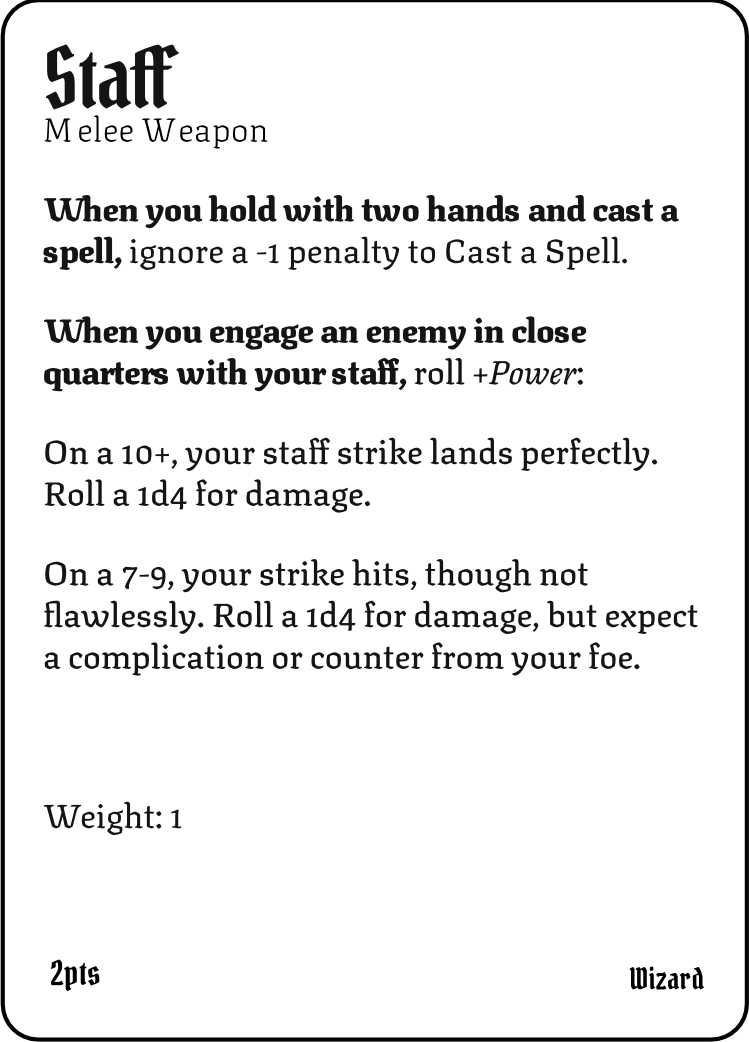 Staff
Melee Weapon
When you hold with two hands and cast a
spell, ignore a -1 penalty to Cast a Spell.
When you engage an enemy in close
quarters with your staff, roll +Power:
On a 10+, your staff strike lands perfectly.
Roll a 1d4 for damage.
On a 7-9, your strike hits, though not
flawlessly. Roll a 1d4 for damage, but expect
a complication or counter from your foe.
Weight: 1
2pts
Wizard